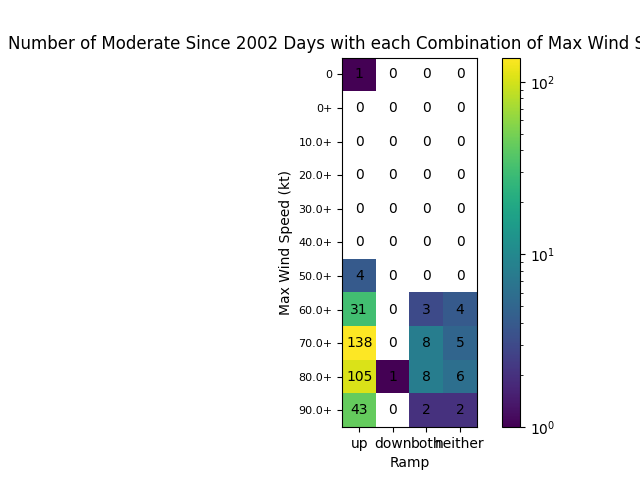 Number of Moderate Since 2002 Days with each Combination of Max Wind S
Max Wind Speed (kt)
0 1 0 0 0
0+ 0 0 0 0
10.0+ 0 0 0 0
20.0+ 0 0 0 0
30.0+ 0 0 0 0
40.0+ 0 0 0 0
50.0+ 4 0 0 0
60.0+ 31 0 3 4
70.0+ 138 0 8 5
80.0+ 105 1 8 6
90.0+ 43 0 2 2
up down both neither
Ramp
10²
10¹
10⁰